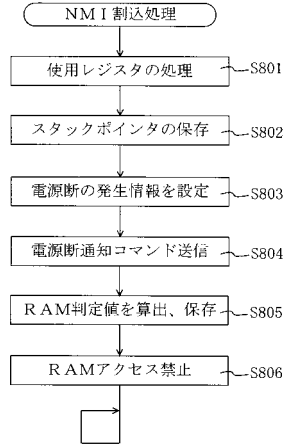 NMI割込処理
使用レジスタの処理
S801
スタックポインタの保存
S802
電源断の発生情報を設定
S803
電源断通知コマンド送信
S804
RAM判定値を算出、保存
S805
RAMアクセス禁止
S806